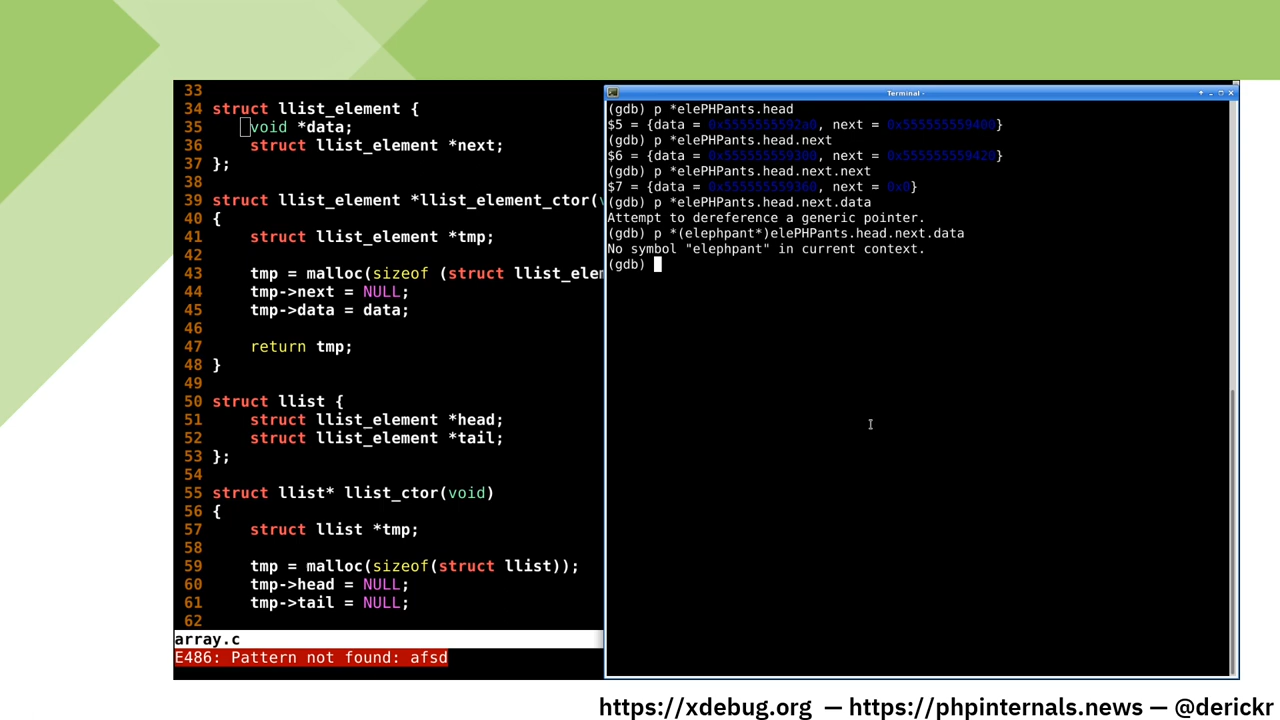 33
34 struct llist_element {
35 void *data;
36 struct llist_element *next;
37 };
38
39 struct llist_element *llist_element_ctor(
40 {
41 struct llist_element *tmp;
42
43 tmp = malloc(sizeof (struct llist_elem
44 tmp->next = NULL;
45 tmp->data = data;
46
47 return tmp;
48 }
49
50 struct llist {
51 struct llist_element *head;
52 struct llist_element *tail;
53 };
54
55 struct llist* llist_ctor(void)
56 {
57 struct llist *tmp;
58
59 tmp = malloc(sizeof(struct llist));
60 tmp->head = NULL;
61 tmp->tail = NULL;
62
array.c
E486: Pattern not found: afsd
Terminal -
(gdb) p *elePHPants.head
$5 = {data = 0x5555555592a0, next = 0x555555559400}
(gdb) p *elePHPants.head.next
$6 = {data = 0x555555559300, next = 0x555555559420}
(gdb) p *elePHPants.head.next.next
$7 = {data = 0x555555559360, next = 0x0}
(gdb) p *elePHPants.head.next.data
Attempt to dereference a generic pointer.
(gdb) p *(elephpant*)elePHPants.head.next.data
No symbol "elephpant" in current context.
(gdb)
https://xdebug.org — https://phpinternals.news — @derickr